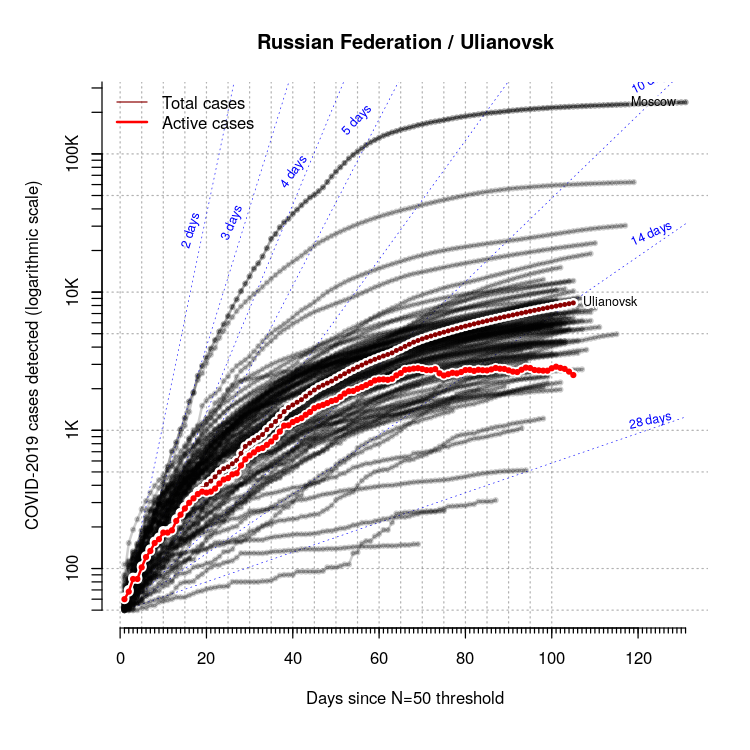 Russian Federation / Ulianovsk
Total cases
Active cases
2 days
3 days
4 days
5 days
10
Moscow
14 days
Ulianovsk
28 days
COVID-2019 cases detected (logarithmic scale)
100
1K
10K
100K
0
20
40
60
80
100
120
Days since N=50 threshold